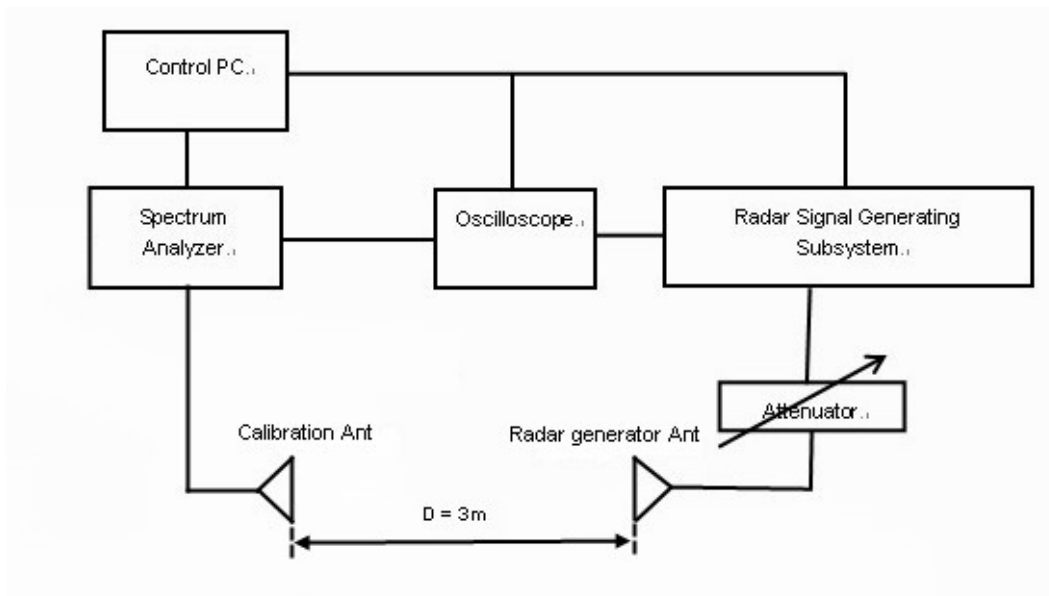 Control PC
Spectrum
Analyzer
Oscilloscope
Radar Signal Generating
Subsystem
Attenuator
Calibration Ant
Radar generator Ant
D = 3m